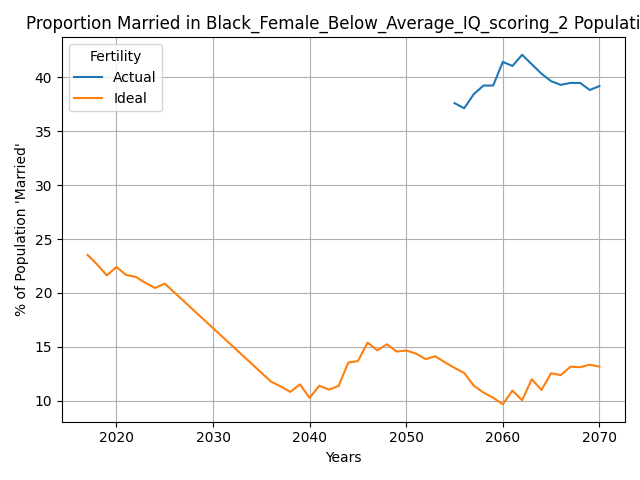 Proportion Married in Black_Female_Below_Average_IQ_scoring_2 Populati
Fertility
Actual
Ideal
40
35
30
25
20
15
10
% of Population 'Married'
2020 2030 2040 2050 2060 2070
Years